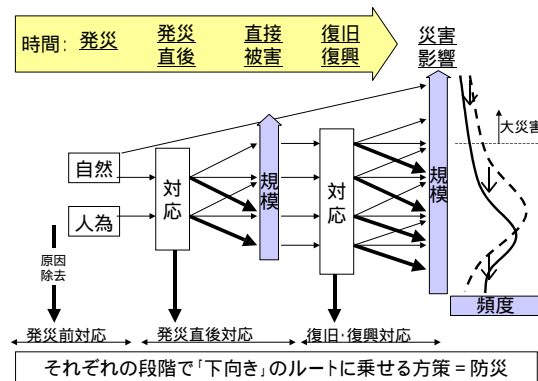 時間: 発災
発災
直後
直接
被害
復旧
復興
災害
影響
大災害
自然
人為
対応
規模
対応
規模
原因
除去
頻度
発災前対応
発災直後対応
復旧・復興対応
それぞれの段階で「下向き」のルートに乗せる方策 = 防災